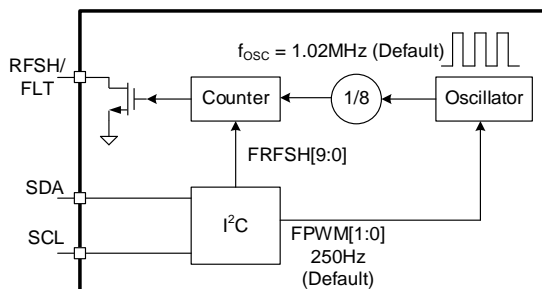 f_OSC = 1.02MHz (Default)
RFSH/
FLT
Counter
1/8
Oscillator
FRFSH[9:0]
SDA
I²C
SCL
FPWM[1:0]
250Hz
(Default)